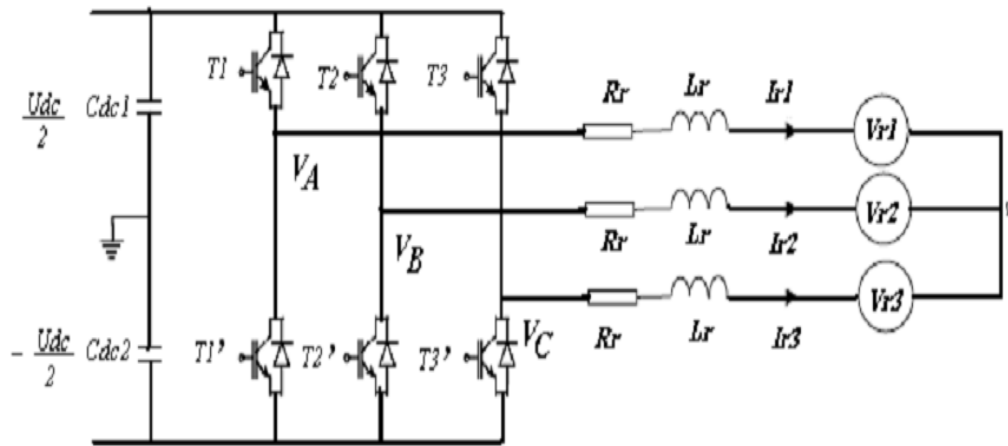 T1 T2 T3
Udc/2 Cdc1
Rr Lr Ir1 Vr1
VA
Rr Lr Ir2 Vr2
VB
Rr Lr Ir3 Vr3
VC
- Udc/2 Cdc2
T1' T2' T3'